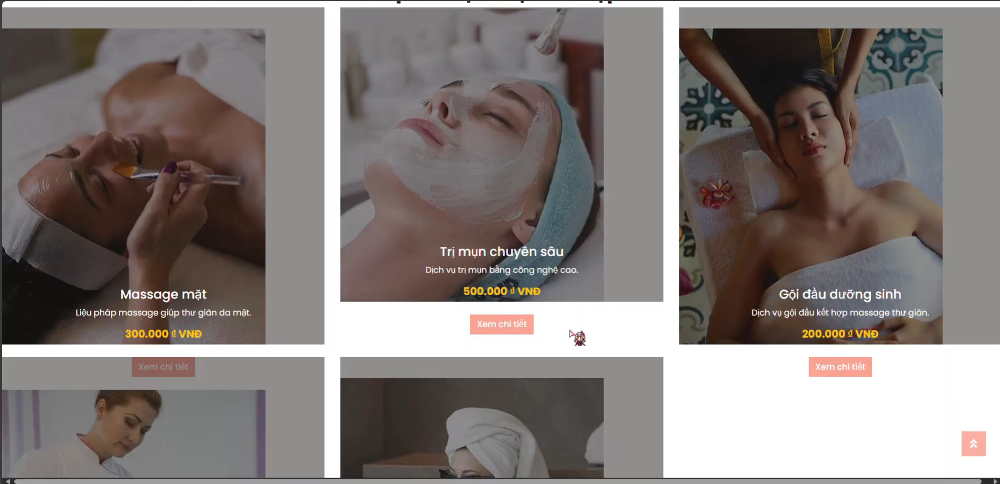 Massage mặt
Liệu pháp massage giúp thư giãn da mặt.
300.000 ₫ VNĐ
Xem chi tiết
Trị mụn chuyên sâu
Dịch vụ trị mụn bằng công nghệ cao.
500.000 ₫ VNĐ
Xem chi tiết
Gội đầu dưỡng sinh
Dịch vụ gội đầu kết hợp massage thư giãn.
200.000 ₫ VNĐ
Xem chi tiết